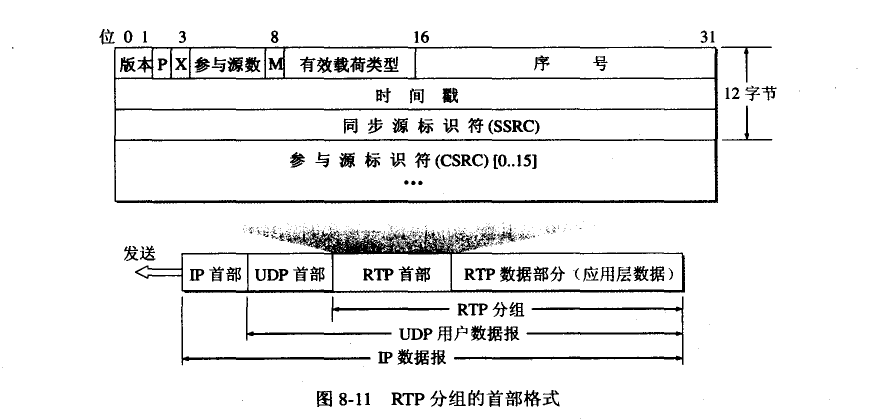 位 0 1 3 8 16 31
版本 P X 参与源数 M 有效载荷类型 序 号
时 间 戳
12 字节
同 步 源 标 识 符 (SSRC)
参 与 源 标 识 符 (CSRC) [0..15]
•••
发送
IP 首部 UDP 首部 RTP 首部 RTP 数据部分（应用层数据）
RTP 分组
UDP 用户数据报
IP 数据报
图 8-11 RTP 分组的首部格式